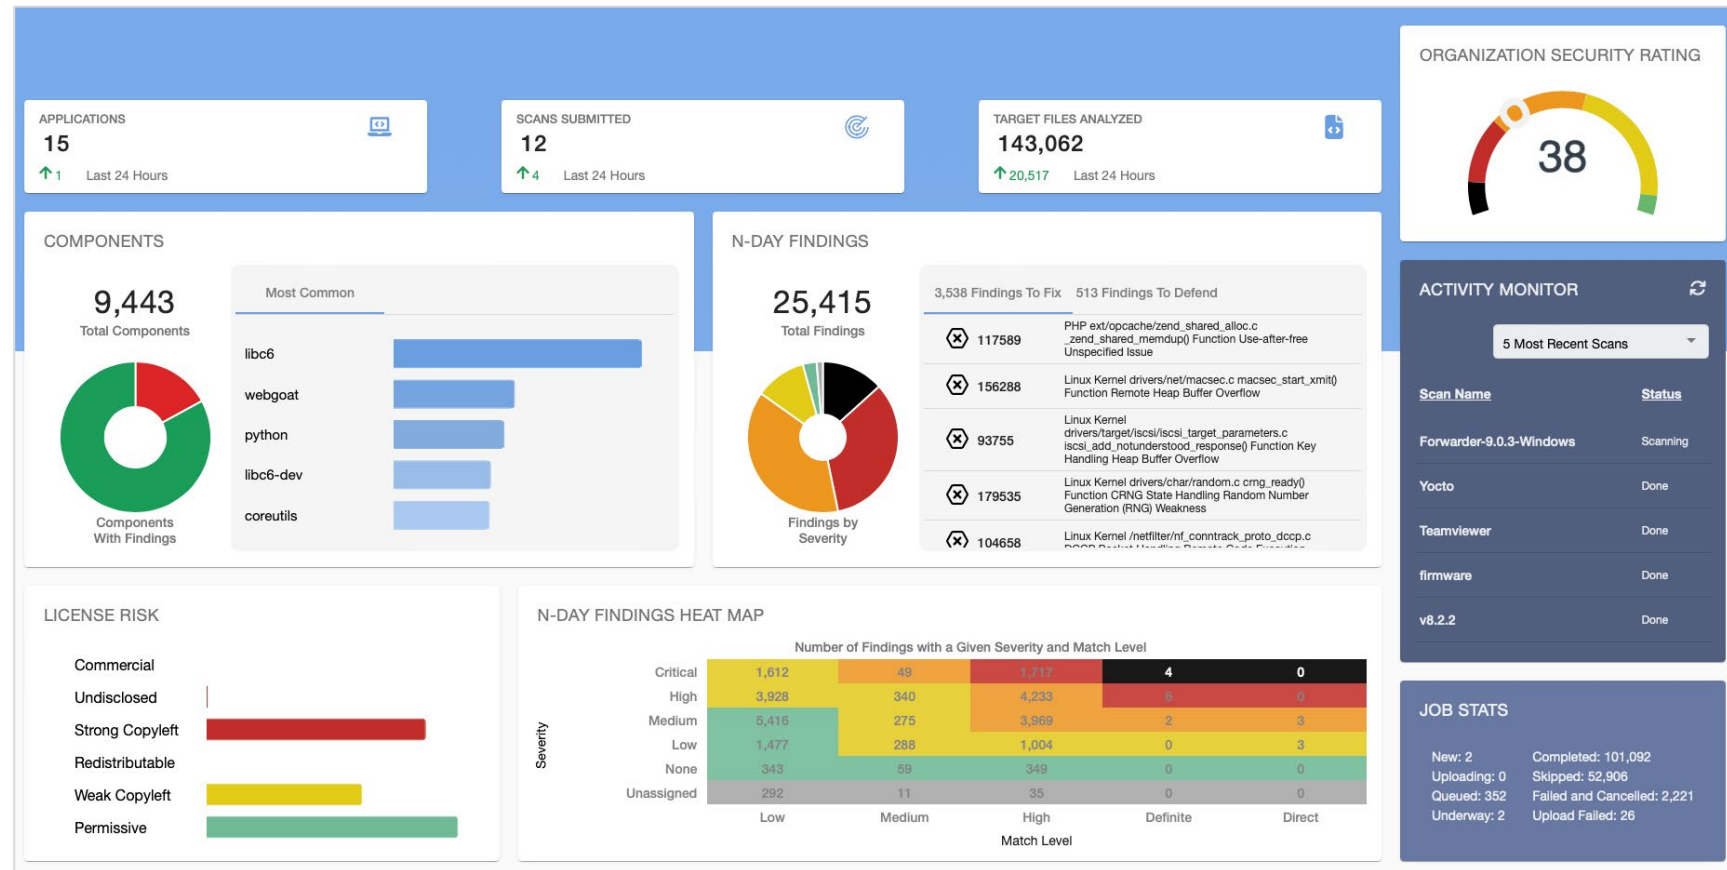 APPLICATIONS
15
1 Last 24 Hours
SCANS SUBMITTED
12
4 Last 24 Hours
TARGET FILES ANALYZED
143,062
20,517 Last 24 Hours
ORGANIZATION SECURITY RATING
38
COMPONENTS
9,443
Total Components
Components
With Findings
Most Common
libc6
webgoat
python
libc6-dev
coreutils
N-DAY FINDINGS
25,415
Total Findings
Findings by
Severity
3,538 Findings To Fix 513 Findings To Defend
117589
PHP ext/opcache/zend_shared_alloc.c
_zend_shared_memdup() Function Use-after-free
Unspecified Issue
156288
Linux Kernel drivers/net/macsec.c macsec_start_xmit()
Function Remote Heap Buffer Overflow
93755
Linux Kernel
drivers/target/iscsi/iscsi_target_parameters.c
iscsi_add_notunderstood_response() Function Key
Handling Heap Buffer Overflow
179535
Linux Kernel drivers/char/random.c crng_ready()
Function CRNG State Handling Random Number
Generation (RNG) Weakness
104658
Linux Kernel /netfilter/nf_conntrack_proto_dccp.c
ACTIVITY MONITOR
5 Most Recent Scans
Scan Name Status
Forwarder-9.0.3-Windows Scanning
Yocto Done
Teamviewer Done
firmware Done
v8.2.2 Done
LICENSE RISK
Commercial
Undisclosed
Strong Copyleft
Redistributable
Weak Copyleft
Permissive
N-DAY FINDINGS HEAT MAP
Number of Findings with a Given Severity and Match Level
Severity
Critical 1,612 49 1,717 4 0
High 3,928 340 4,233 6 0
Medium 5,416 275 3,969 2 3
Low 1,477 288 1,004 0 3
None 343 59 349 0 0
Unassigned 292 11 35 0 0
Low Medium High Definite Direct
Match Level
JOB STATS
New: 2 Completed: 101,092
Uploading: 0 Skipped: 52,906
Queued: 352 Failed and Cancelled: 2,221
Underway: 2 Upload Failed: 26